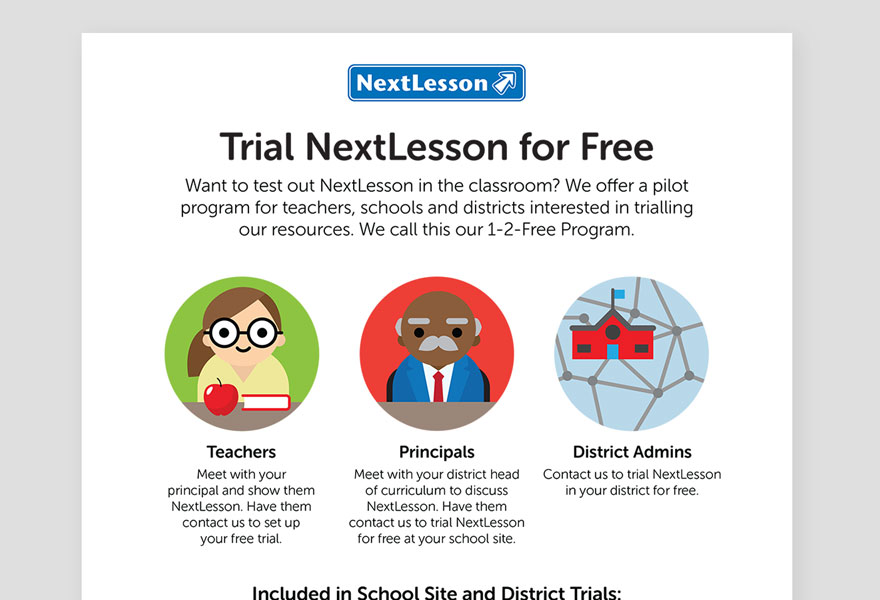 NextLesson
Trial NextLesson for Free
Want to test out NextLesson in the classroom? We offer a pilot
program for teachers, schools and districts interested in trialling
our resources. We call this our 1-2-Free Program.
Teachers
Meet with your
principal and show them
NextLesson. Have them
contact us to set up
your free trial.
Principals
Meet with your district head
of curriculum to discuss
NextLesson. Have them
contact us to trial NextLesson
for free at your school site.
District Admins
Contact us to trial NextLesson
in your district for free.
Included in School Site and District Trials: